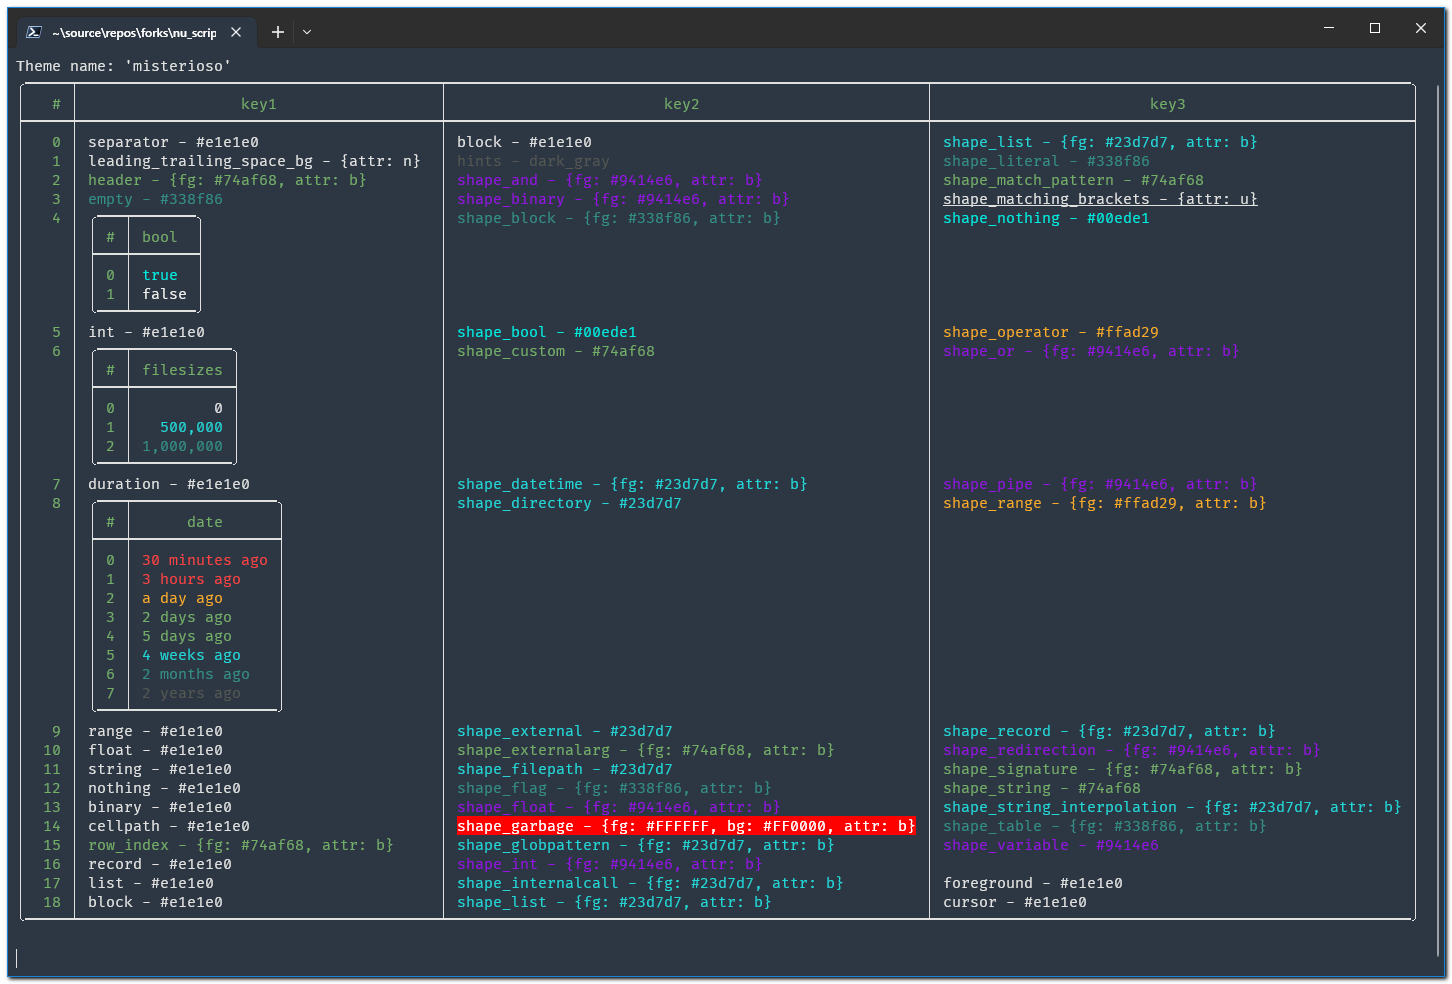 ~\source\repos\forks\nu_scrip
Theme name: 'misterioso'
# key1 key2 key3
0 separator - #e1e1e0 block - #e1e1e0 shape_list - {fg: #23d7d7, attr: b}
1 leading_trailing_space_bg - {attr: n} hints - dark_gray shape_literal - #338f86
2 header - {fg: #74af68, attr: b} shape_and - {fg: #9414e6, attr: b} shape_match_pattern - #74af68
3 empty - #338f86 shape_binary - {fg: #9414e6, attr: b} shape_matching_brackets - {attr: u}
4 shape_block - {fg: #338f86, attr: b} shape_nothing - #00ede1
# bool
0 true
1 false
5 int - #e1e1e0 shape_bool - #00ede1 shape_operator - #ffad29
6 shape_custom - #74af68 shape_or - {fg: #9414e6, attr: b}
# filesizes
0 0
1 500,000
2 1,000,000
7 duration - #e1e1e0 shape_datetime - {fg: #23d7d7, attr: b} shape_pipe - {fg: #9414e6, attr: b}
8 shape_directory - #23d7d7 shape_range - {fg: #ffad29, attr: b}
# date
0 30 minutes ago
1 3 hours ago
2 a day ago
3 2 days ago
4 5 days ago
5 4 weeks ago
6 2 months ago
7 2 years ago
9 range - #e1e1e0 shape_external - #23d7d7 shape_record - {fg: #23d7d7, attr: b}
10 float - #e1e1e0 shape_externalarg - {fg: #74af68, attr: b} shape_redirection - {fg: #9414e6, attr: b}
11 string - #e1e1e0 shape_filepath - #23d7d7 shape_signature - {fg: #74af68, attr: b}
12 nothing - #e1e1e0 shape_flag - {fg: #338f86, attr: b} shape_string - #74af68
13 binary - #e1e1e0 shape_float - {fg: #9414e6, attr: b} shape_string_interpolation - {fg: #23d7d7, attr: b}
14 cellpath - #e1e1e0 shape_garbage - {fg: #FFFFFF, bg: #FF0000, attr: b} shape_table - {fg: #338f86, attr: b}
15 row_index - {fg: #74af68, attr: b} shape_globpattern - {fg: #23d7d7, attr: b} shape_variable - #9414e6
16 record - #e1e1e0 shape_int - {fg: #9414e6, attr: b}
17 list - #e1e1e0 shape_internalcall - {fg: #23d7d7, attr: b} foreground - #e1e1e0
18 block - #e1e1e0 shape_list - {fg: #23d7d7, attr: b} cursor - #e1e1e0